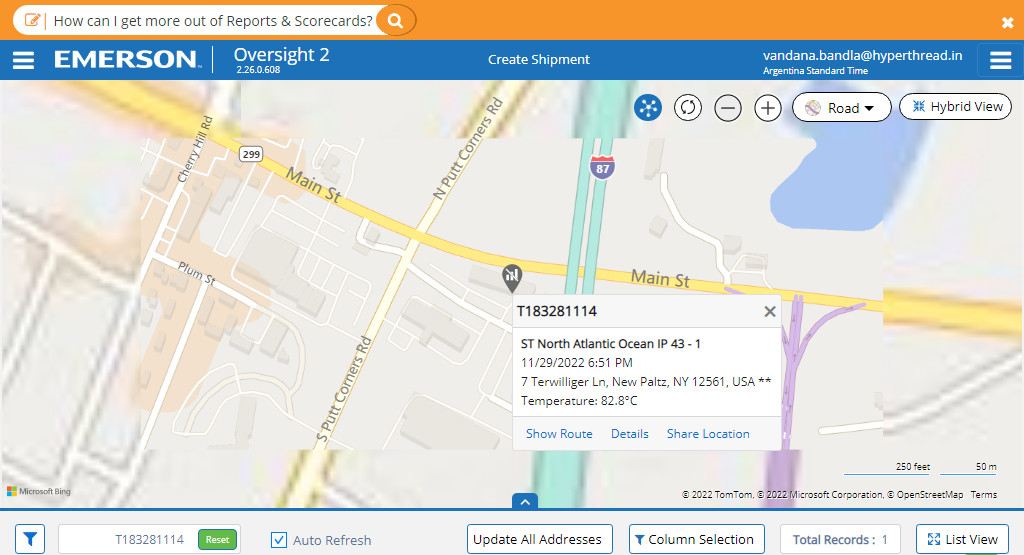 How can I get more out of Reports & Scorecards?
EMERSON
Oversight 2
2.26.0.608
Create Shipment
vandana.bandla@hyperthread.in
Argentina Standard Time
Road
Hybrid View
Cherry Hill Rd
299
Main St
N Putt Corners Rd
87
Plum St
Main St
S Putt Corners Rd
T183281114
ST North Atlantic Ocean IP 43 - 1
11/29/2022 6:51 PM
7 Terwilliger Ln, New Paltz, NY 12561, USA **
Temperature: 82.8°C
Show Route Details Share Location
250 feet 50 m
Microsoft Bing
© 2022 TomTom, © 2022 Microsoft Corporation, © OpenStreetMap Terms
T183281114 Reset
Auto Refresh
Update All Addresses
Column Selection
Total Records : 1
List View